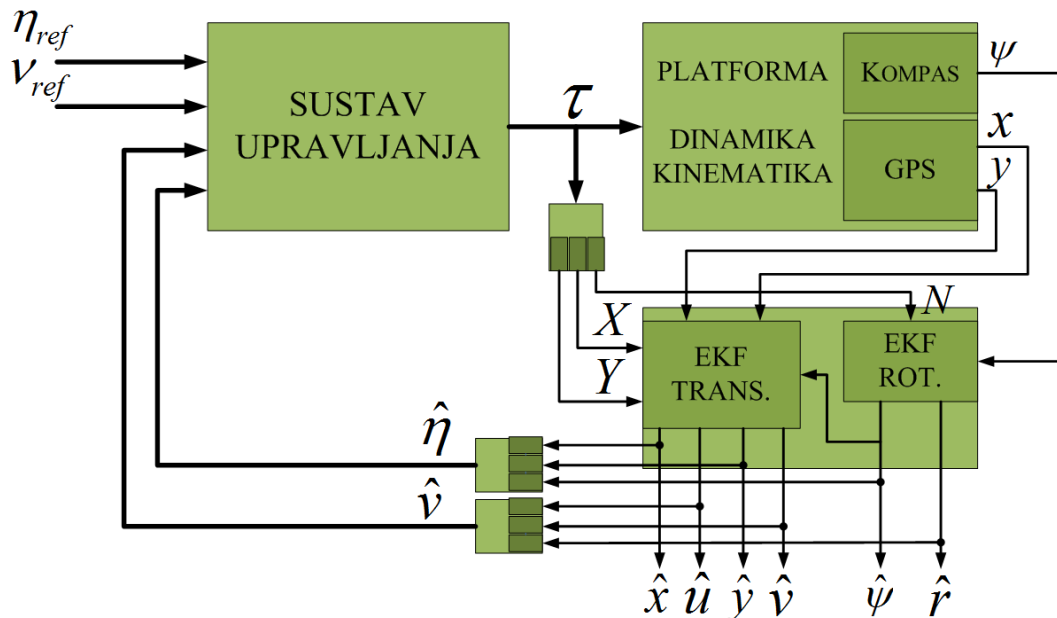 η_ref
ν_ref
SUSTAV
UPRAVLJANJA
τ
PLATFORMA
DINAMIKA
KINEMATIKA
KOMPAS
GPS
ψ
x
y
X
Y
N
EKF
TRANS.
EKF
ROT.
η̂
ν̂
x̂ û ŷ v̂ ψ̂ r̂